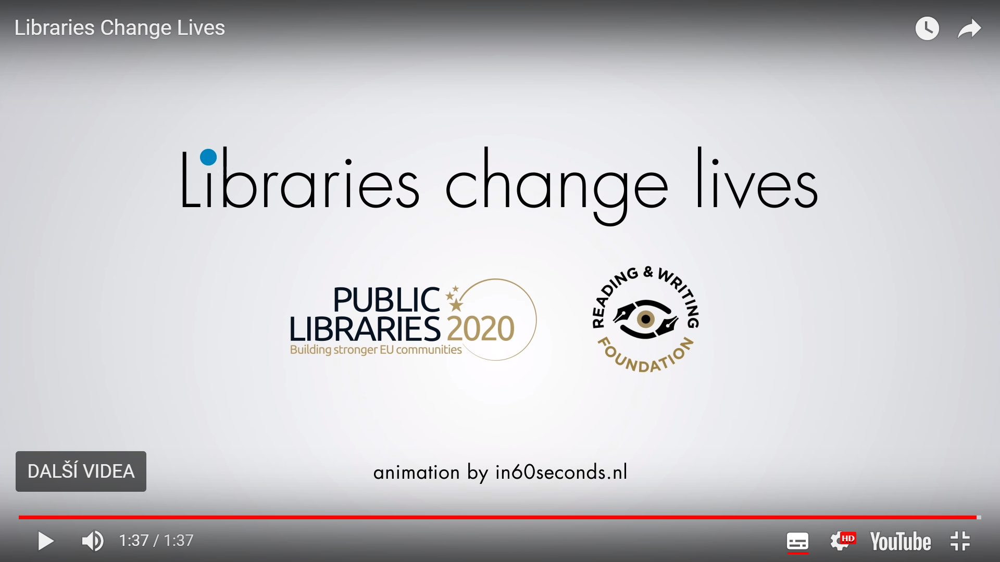 Libraries Change Lives
Libraries change lives
PUBLIC
LIBRARIES 2020
Building stronger EU communities
READING & WRITING
FOUNDATION
DALŠÍ VIDEA
animation by in60seconds.nl
1:37 / 1:37
HD
YouTube